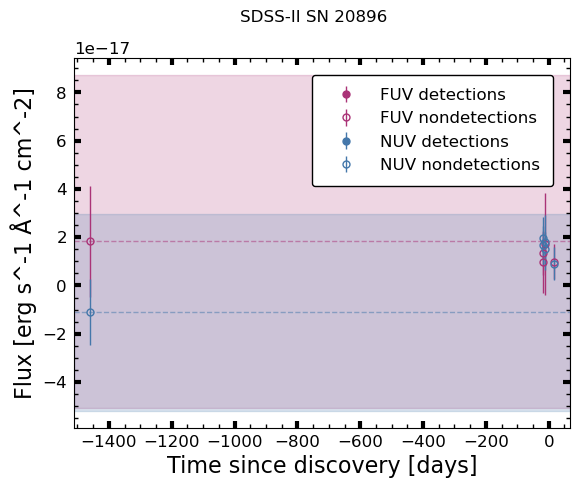 SDSS-II SN 20896
1e−17
FUV detections
FUV nondetections
NUV detections
NUV nondetections
8
6
4
2
0
−2
−4
Flux [erg s^-1 Å^-1 cm^-2]
−1400 −1200 −1000 −800 −600 −400 −200 0
Time since discovery [days]